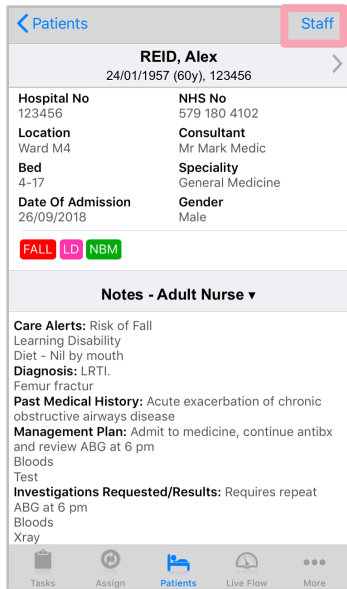 Patients Staff
REID, Alex
24/01/1957 (60y), 123456
Hospital No NHS No
123456 579 180 4102
Location Consultant
Ward M4 Mr Mark Medic
Bed Speciality
4-17 General Medicine
Date Of Admission Gender
26/09/2018 Male
FALL LD NBM
Notes - Adult Nurse ▾
Care Alerts: Risk of Fall
Learning Disability
Diet - Nil by mouth
Diagnosis: LRTI.
Femur fractur
Past Medical History: Acute exacerbation of chronic
obstructive airways disease
Management Plan: Admit to medicine, continue antibx
and review ABG at 6 pm
Bloods
Test
Investigations Requested/Results: Requires repeat
ABG at 6 pm
Bloods
Xray
Tasks Assign Patients Live Flow More